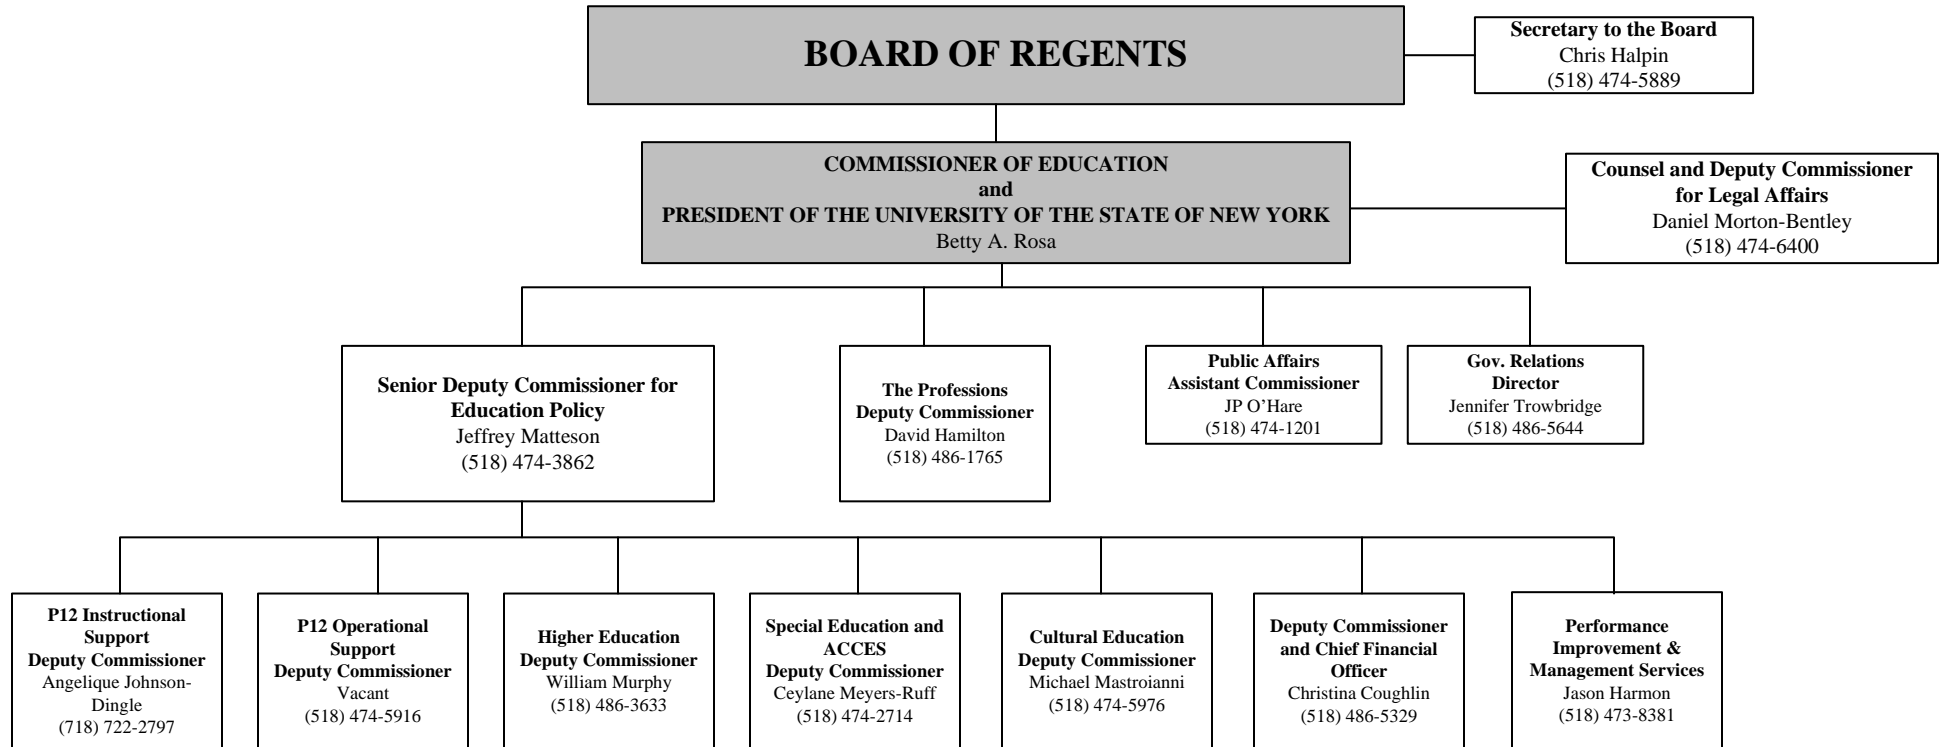 BOARD OF REGENTS
Secretary to the Board
Chris Halpin
(518) 474-5889
COMMISSIONER OF EDUCATION
and
PRESIDENT OF THE UNIVERSITY OF THE STATE OF NEW YORK
Betty A. Rosa
Counsel and Deputy Commissioner
for Legal Affairs
Daniel Morton-Bentley
(518) 474-6400
Senior Deputy Commissioner for
Education Policy
Jeffrey Matteson
(518) 474-3862
The Professions
Deputy Commissioner
David Hamilton
(518) 486-1765
Public Affairs
Assistant Commissioner
JP O’Hare
(518) 474-1201
Gov. Relations
Director
Jennifer Trowbridge
(518) 486-5644
P12 Instructional
Support
Deputy Commissioner
Angelique Johnson-
Dingle
(718) 722-2797
P12 Operational
Support
Deputy Commissioner
Vacant
(518) 474-5916
Higher Education
Deputy Commissioner
William Murphy
(518) 486-3633
Special Education and
ACCES
Deputy Commissioner
Ceylane Meyers-Ruff
(518) 474-2714
Cultural Education
Deputy Commissioner
Michael Mastroianni
(518) 474-5976
Deputy Commissioner
and Chief Financial
Officer
Christina Coughlin
(518) 486-5329
Performance
Improvement &
Management Services
Jason Harmon
(518) 473-8381